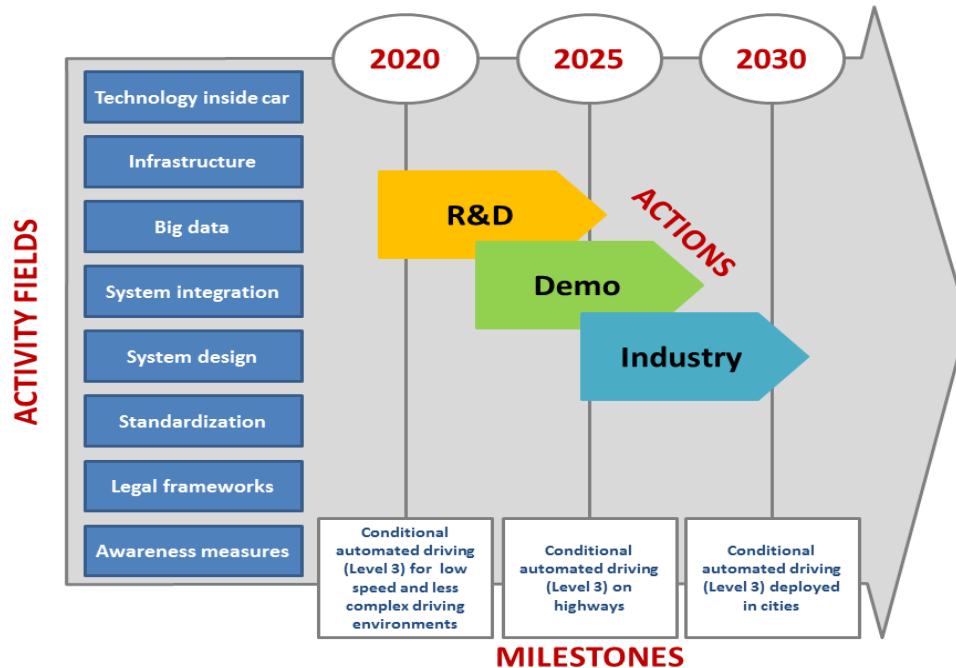 2020
2025
2030
ACTIVITY FIELDS
Technology inside car
Infrastructure
Big data
System integration
System design
Standardization
Legal frameworks
Awareness measures
R&D
ACTIONS
Demo
Industry
Conditional
automated driving
(Level 3) for low
speed and less
complex driving
environments
Conditional
automated driving
(Level 3) on
highways
Conditional
automated driving
(Level 3) deployed
in cities
MILESTONES